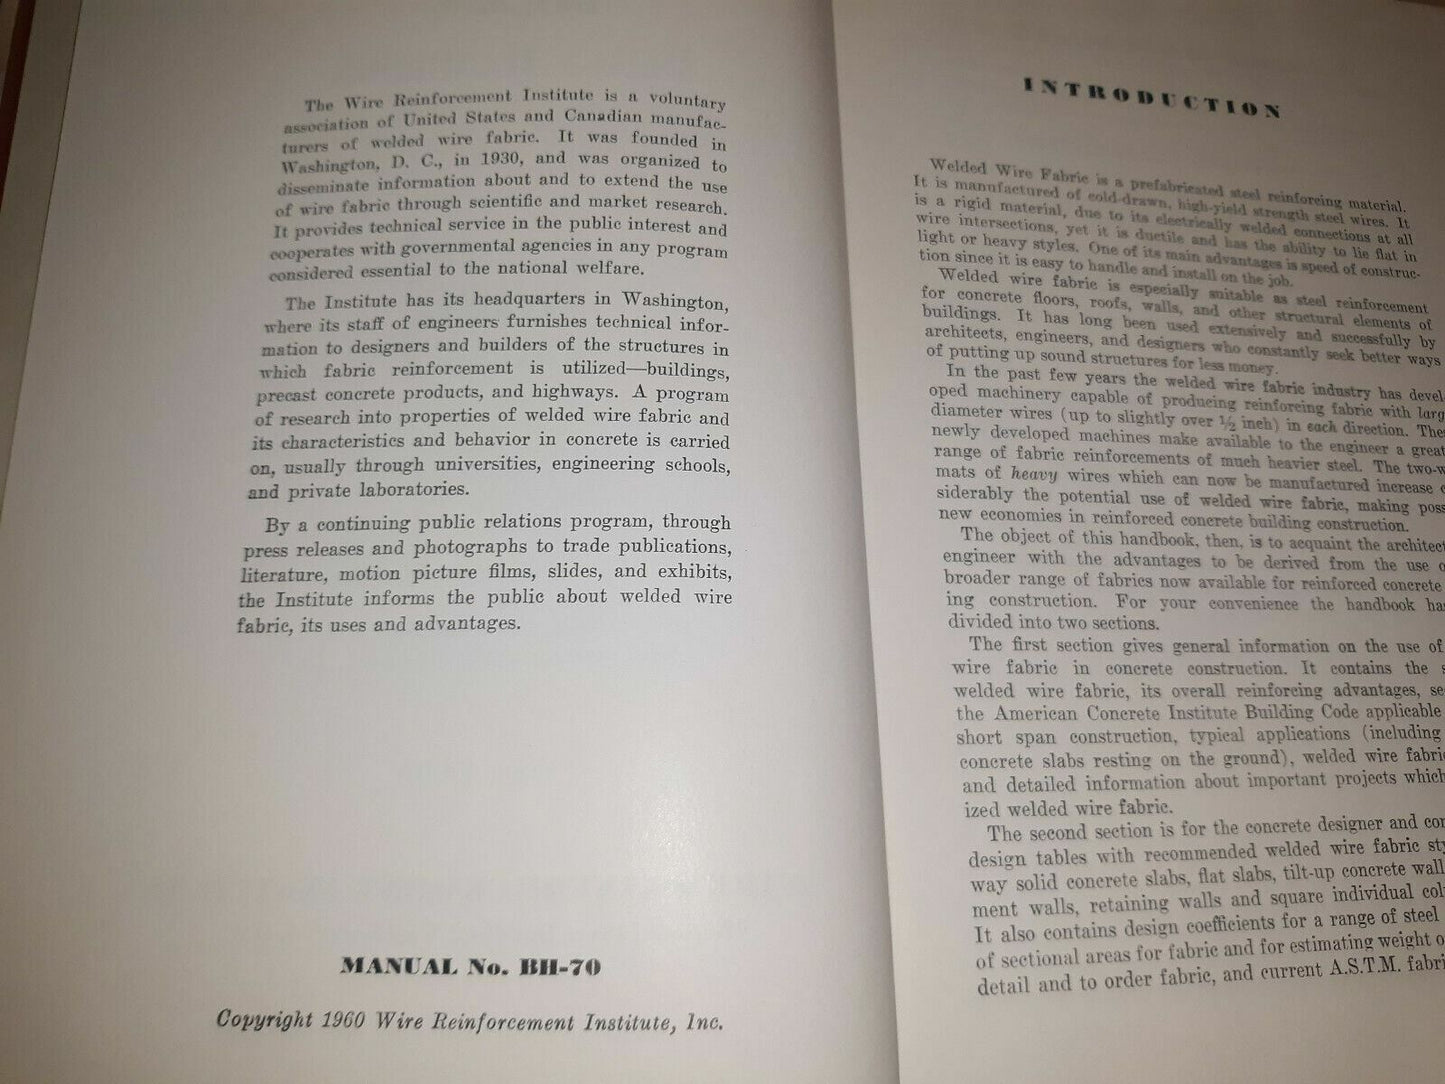 The Wire Reinforcement Institute is a voluntary
association of United States and Canadian manufac-
turers of welded wire fabric. It was founded in
Washington, D. C., in 1930, and was organized to
disseminate information about and to extend the use
of wire fabric through scientific and market research.
It provides technical service in the public interest and
cooperates with governmental agencies in any program
considered essential to the national welfare.
The Institute has its headquarters in Washington,
where its staff of engineers furnishes technical infor-
mation to designers and builders of the structures in
which fabric reinforcement is utilized—buildings,
precast concrete products, and highways. A program
of research into properties of welded wire fabric and
its characteristics and behavior in concrete is carried
on, usually through universities, engineering schools,
and private laboratories.
By a continuing public relations program, through
press releases and photographs to trade publications,
literature, motion picture films, slides, and exhibits,
the Institute informs the public about welded wire
fabric, its uses and advantages.
MANUAL No. BH-70
Copyright 1960 Wire Reinforcement Institute, Inc.
INTRODUCTION
Welded Wire Fabric is a prefabricated steel reinforcing material.
It is manufactured of cold-drawn, high-yield strength steel wires. It
is a rigid material, due to its electrically welded connections at all
wire intersections, yet it is ductile and has the ability to lie flat in
light or heavy styles. One of its main advantages is speed of construc-
tion since it is easy to handle and install on the job.
Welded wire fabric is especially suitable as steel reinforcement
for concrete floors, roofs, walls, and other structural elements of
buildings. It has long been used extensively and successfully by
architects, engineers, and designers who constantly seek better ways
of putting up sound structures for less money.
In the past few years the welded wire fabric industry has devel
oped machinery capable of producing reinforcing fabric with larg
diameter wires (up to slightly over ½ inch) in each direction. The
newly developed machines make available to the engineer a great
range of fabric reinforcements of much heavier steel. The two-w
mats of heavy wires which can now be manufactured increase c
siderably the potential use of welded wire fabric, making poss
new economies in reinforced concrete building construction.
The object of this handbook, then, is to acquaint the architect
engineer with the advantages to be derived from the use o
broader range of fabrics now available for reinforced concrete
ing construction. For your convenience the handbook has
divided into two sections.
The first section gives general information on the use of
wire fabric in concrete construction. It contains the s
welded wire fabric, its overall reinforcing advantages, se
the American Concrete Institute Building Code applicable
short span construction, typical applications (including
concrete slabs resting on the ground), welded wire fabric
and detailed information about important projects which
ized welded wire fabric.
The second section is for the concrete designer and con
design tables with recommended welded wire fabric sty
way solid concrete slabs, flat slabs, tilt-up concrete wall
ment walls, retaining walls and square individual col
It also contains design coefficients for a range of steel
of sectional areas for fabric and for estimating weight o
detail and to order fabric, and current A.S.T.M. fabri